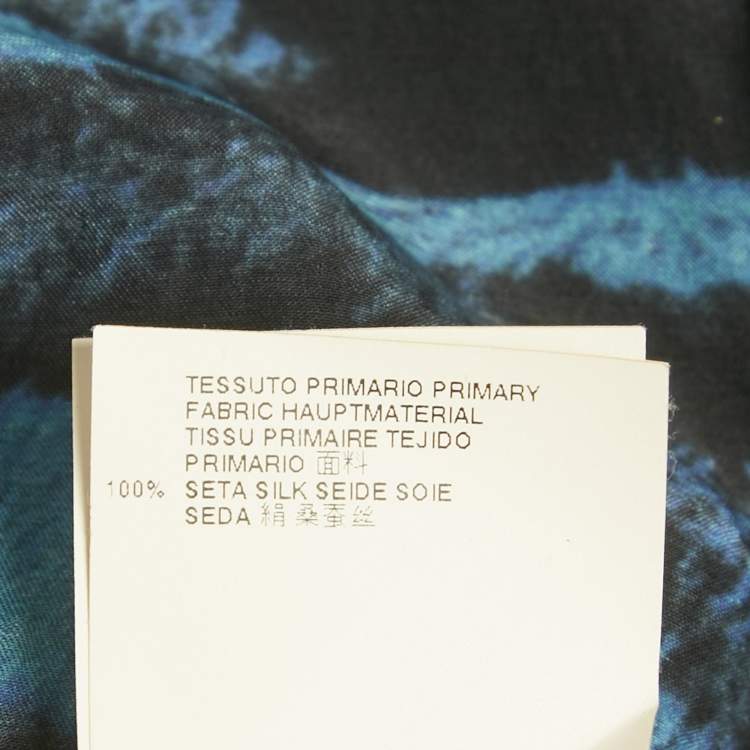 TESSUTO PRIMARIO PRIMARY
FABRIC HAUPTMATERIAL
TISSU PRIMAIRE TEJIDO
PRIMARIO 面料
100% SETA SILK SEIDE SOIE
SEDA 絹 桑蚕丝